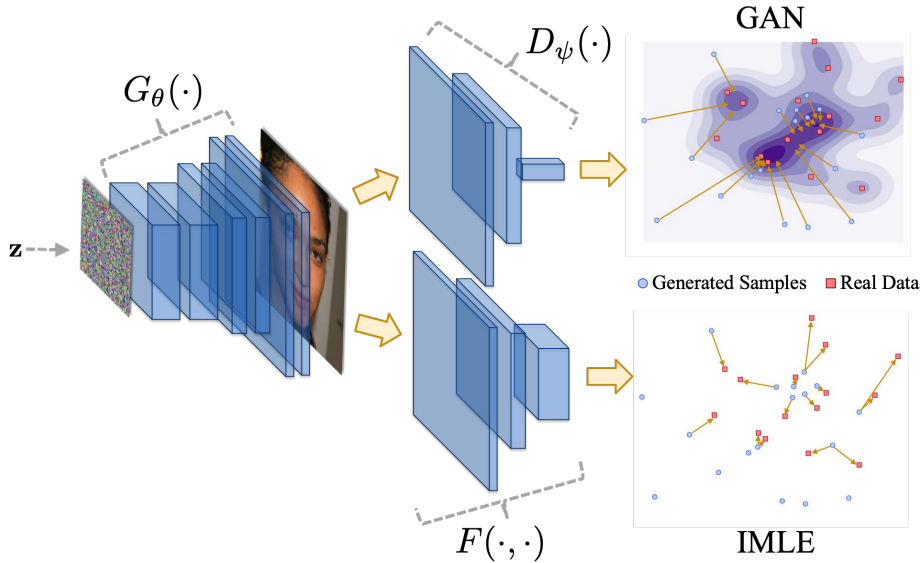 GAN
D_ψ(·)
G_θ(·)
z
Generated Samples
Real Data
F(·, ·)
IMLE